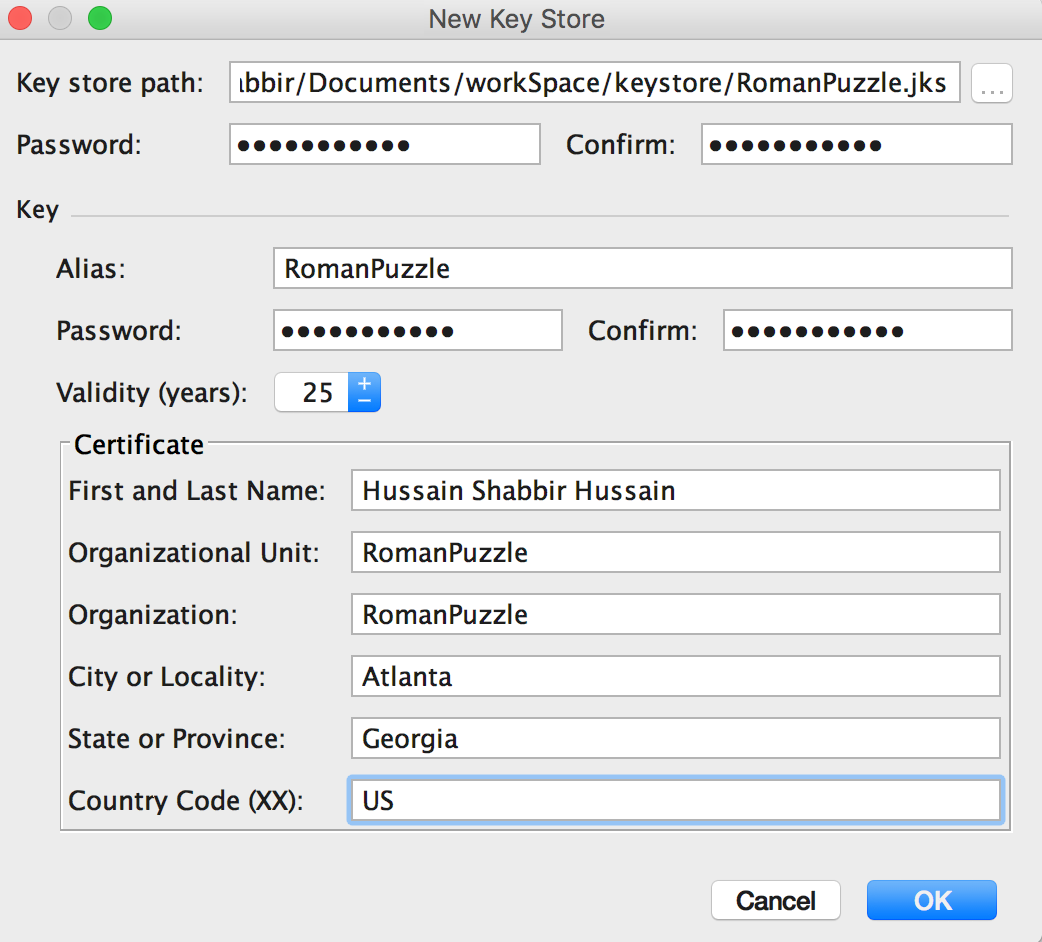 New Key Store
Key store path: abbir/Documents/workSpace/keystore/RomanPuzzle.jks ...
Password: ••••••••••• Confirm: •••••••••••
Key
Alias: RomanPuzzle
Password: ••••••••••• Confirm: •••••••••••
Validity (years): 25 + −
Certificate
First and Last Name: Hussain Shabbir Hussain
Organizational Unit: RomanPuzzle
Organization: RomanPuzzle
City or Locality: Atlanta
State or Province: Georgia
Country Code (XX): US
Cancel OK